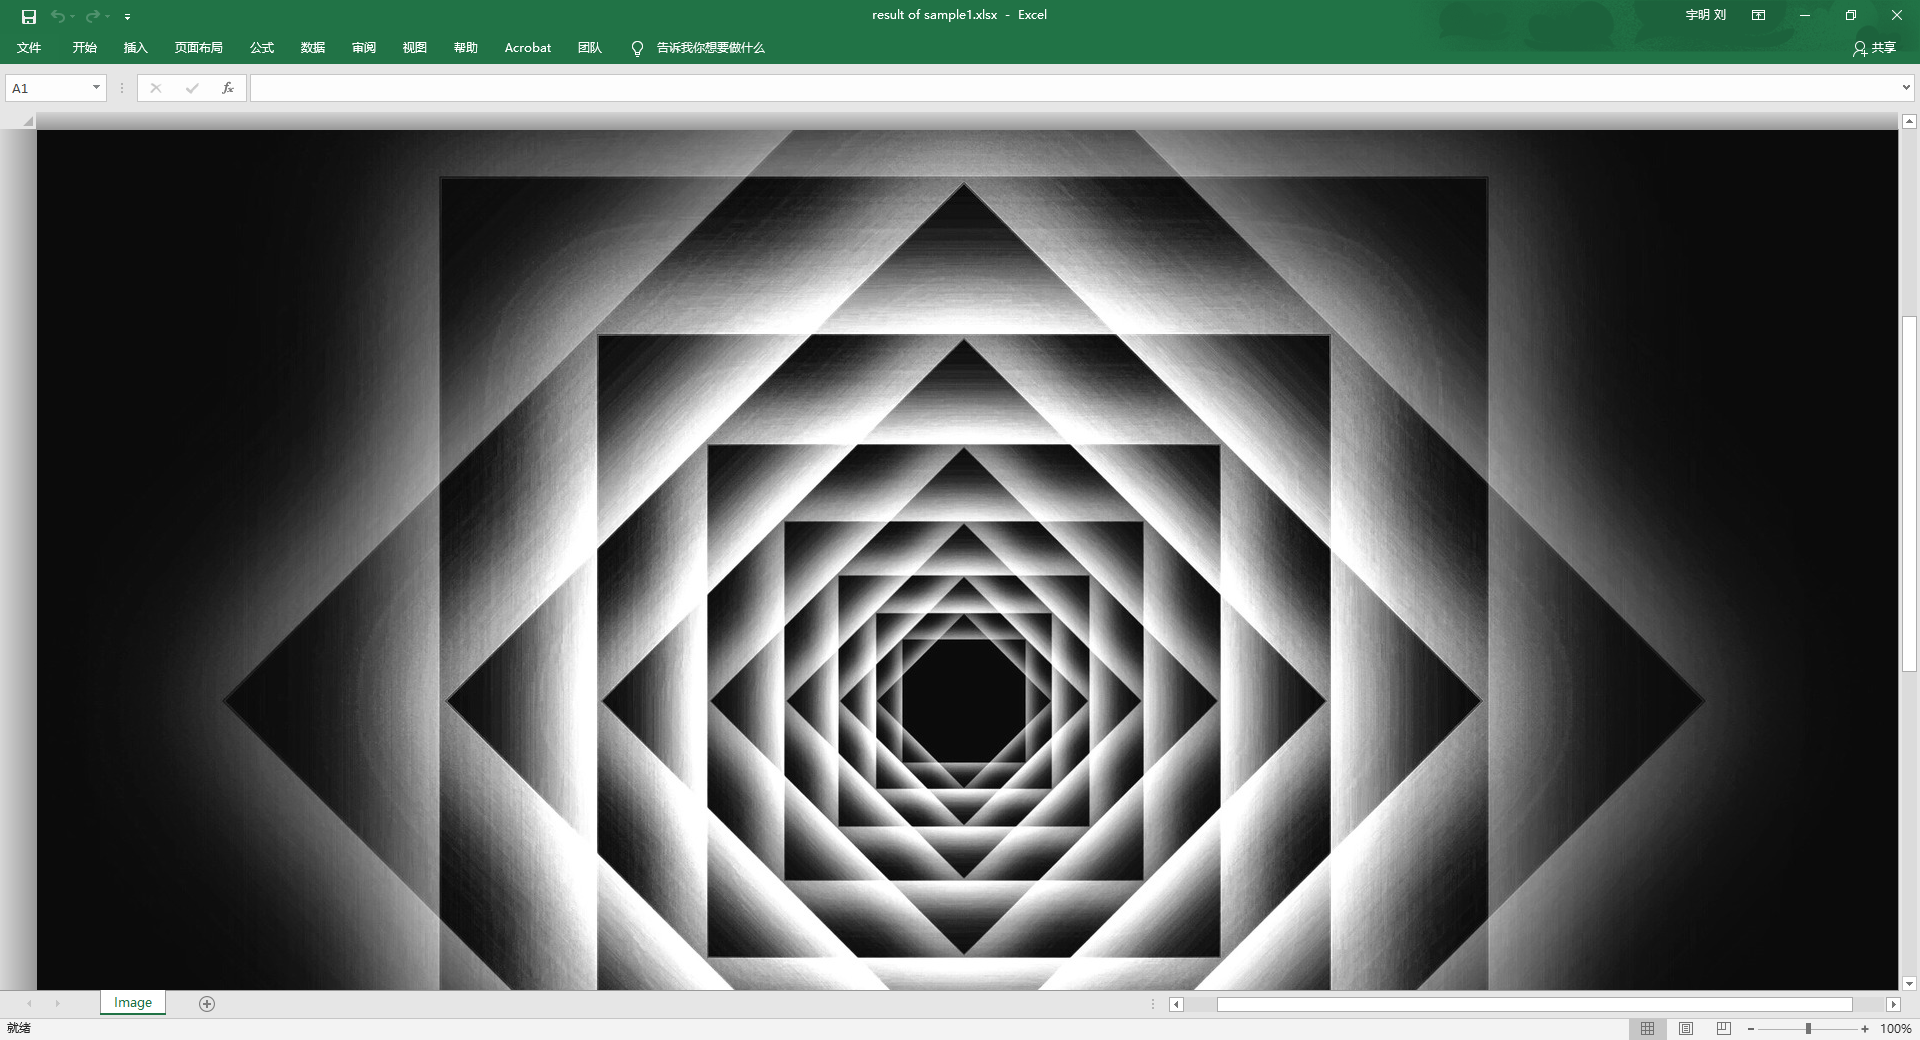 result of sample1.xlsx - Excel
宇明 刘
文件 开始 插入 页面布局 公式 数据 审阅 视图 帮助 Acrobat 团队 告诉我你想要做什么
共享
A1
fx
Image
就绪
100%